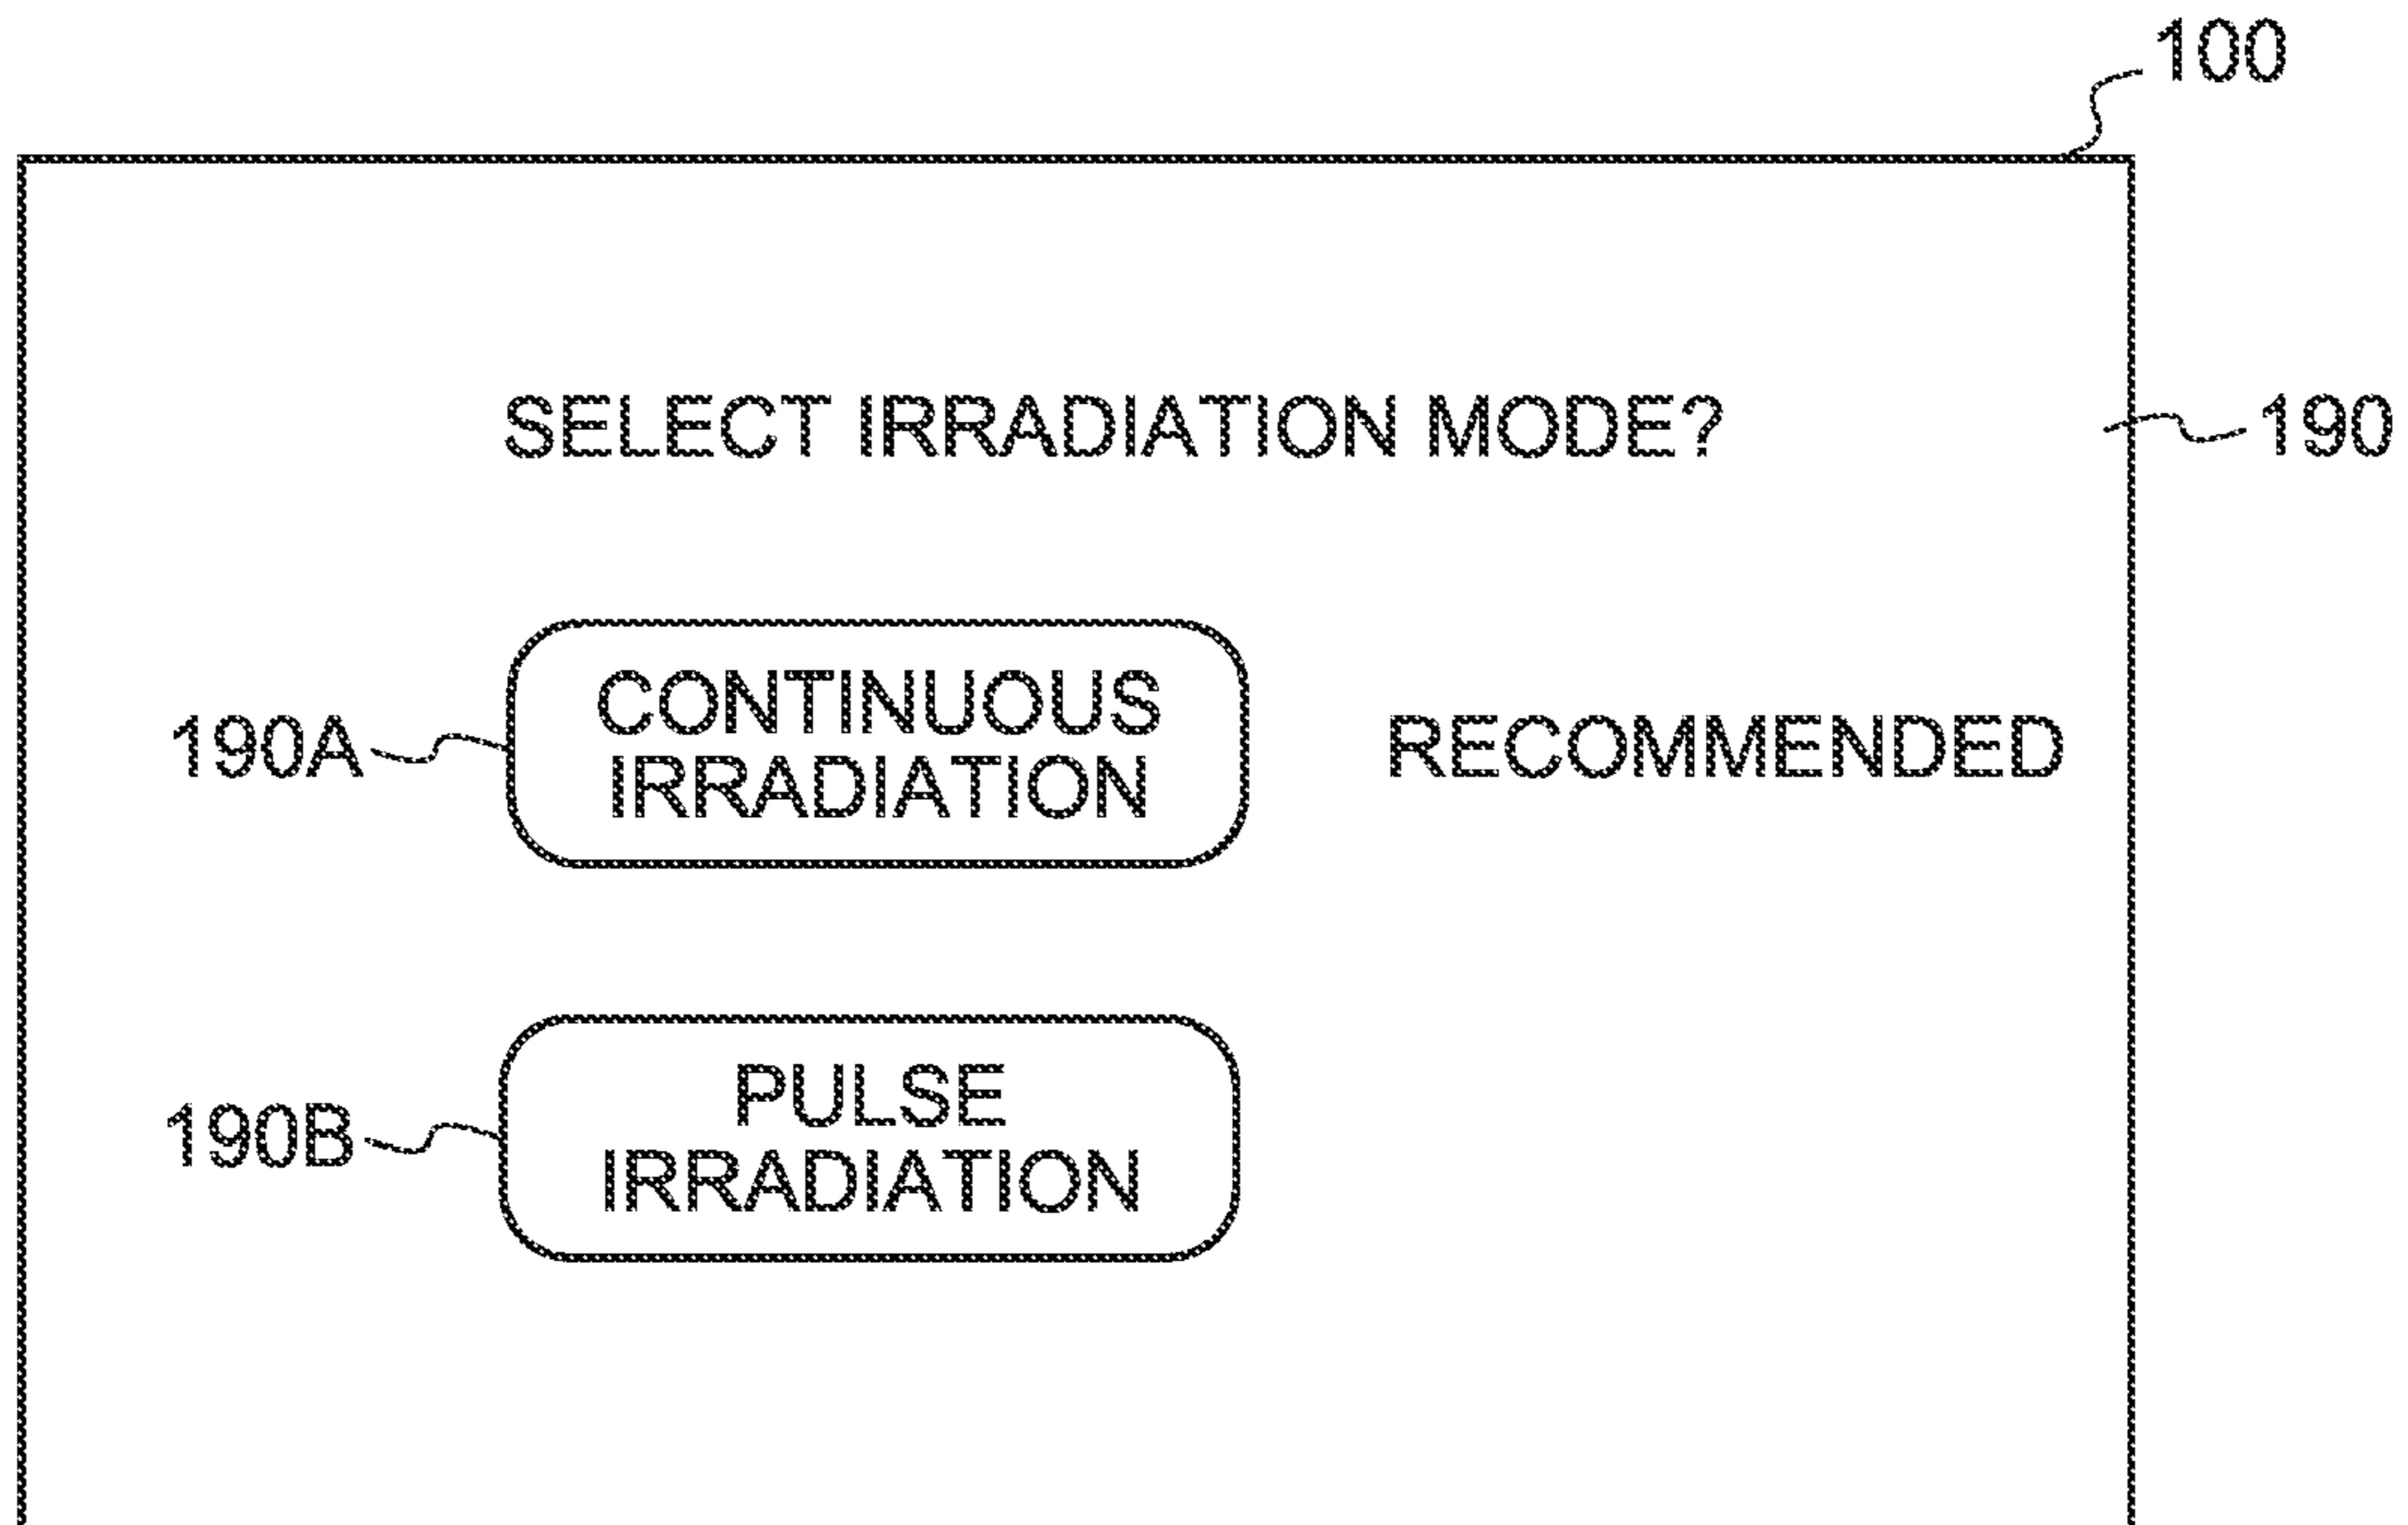 100
SELECT IRRADIATION MODE?
190
CONTINUOUS
IRRADIATION
190A
RECOMMENDED
PULSE
IRRADIATION
190B